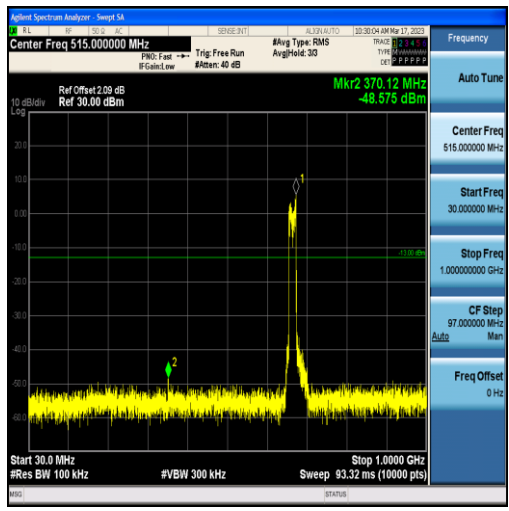 Agilent Spectrum Analyzer - Swept SA
RL RF 50 Ω AC SENSE:INT ALIGN AUTO 10:30:04 AM Mar 17, 2023
Center Freq 515.000000 MHz #Avg Type: RMS TRACE 1 2 3 4 5 6
PNO: Fast Trig: Free Run Avg|Hold: 3/3 TYPE
IFGain:Low #Atten: 40 dB DET P P P P P P
Frequency
Mkr2 370.12 MHz
-48.575 dBm
Ref Offset 2.09 dB
10 dB/div Ref 30.00 dBm
Log
20.0
10.0
0.00
-10.0
-20.0
-30.0
-40.0
-50.0
-60.0
1
-13.00 dBm
2
Start 30.0 MHz Stop 1.0000 GHz
#Res BW 100 kHz #VBW 300 kHz Sweep 93.32 ms (10000 pts)
MSG STATUS
Auto Tune
Center Freq
515.000000 MHz
Start Freq
30.000000 MHz
Stop Freq
1.000000000 GHz
CF Step
97.000000 MHz
Auto Man
Freq Offset
0 Hz